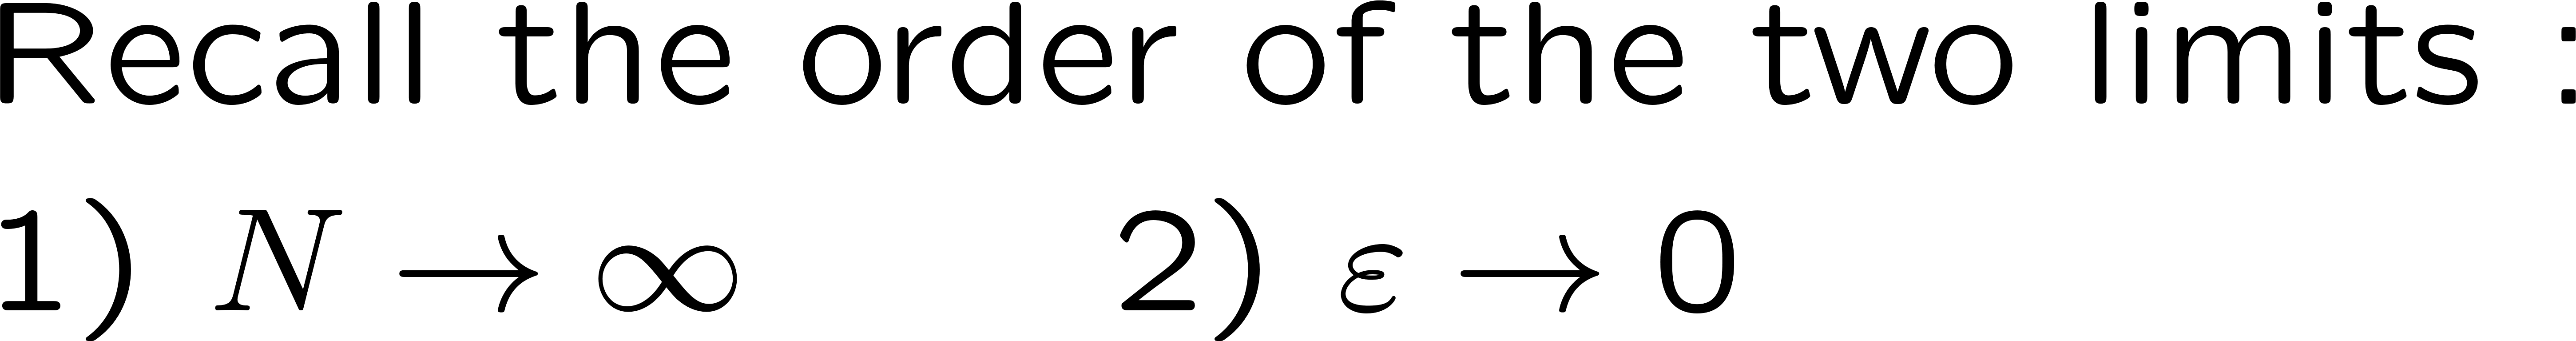 Recall the order of the two limits :
1) N → ∞ 2) ε → 0